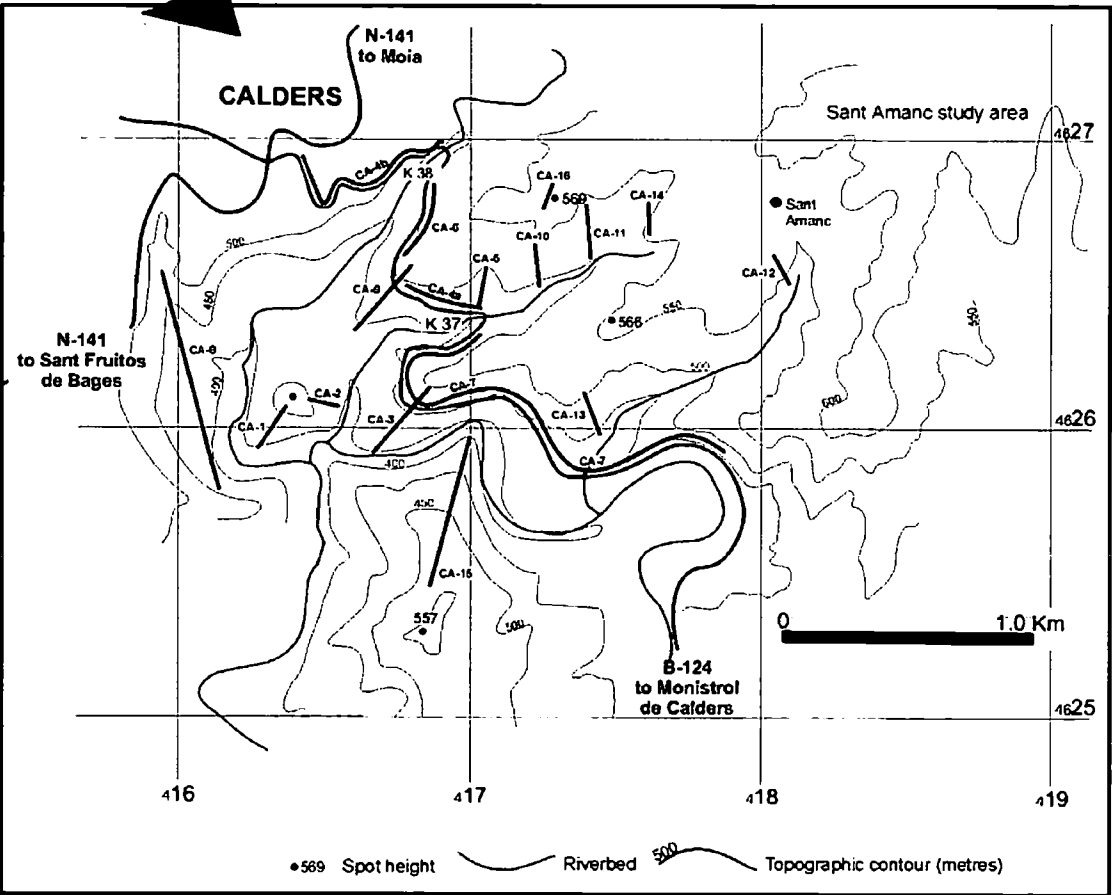 N-141
to Moia
CALDERS
Sant Amanc study area
4627
CA-4b
K 38
CA-16
569
CA-14
Sant
Amanc
500
CA-6
CA-11
CA-10
CA-5
CA-12
CA-9
CA-4a
450
550
566
K 37
N-141
to Sant Fruitos
de Bages
CA-8
400
500
450
600
CA-2
CA-7
CA-1
CA-3
CA-13
4626
400
CA-7
450
CA-15
557
500
0
1.0 Km
B-124
to Monistrol
de Calders
4625
416
417
418
419
569 Spot height
Riverbed
500
Topographic contour (metres)